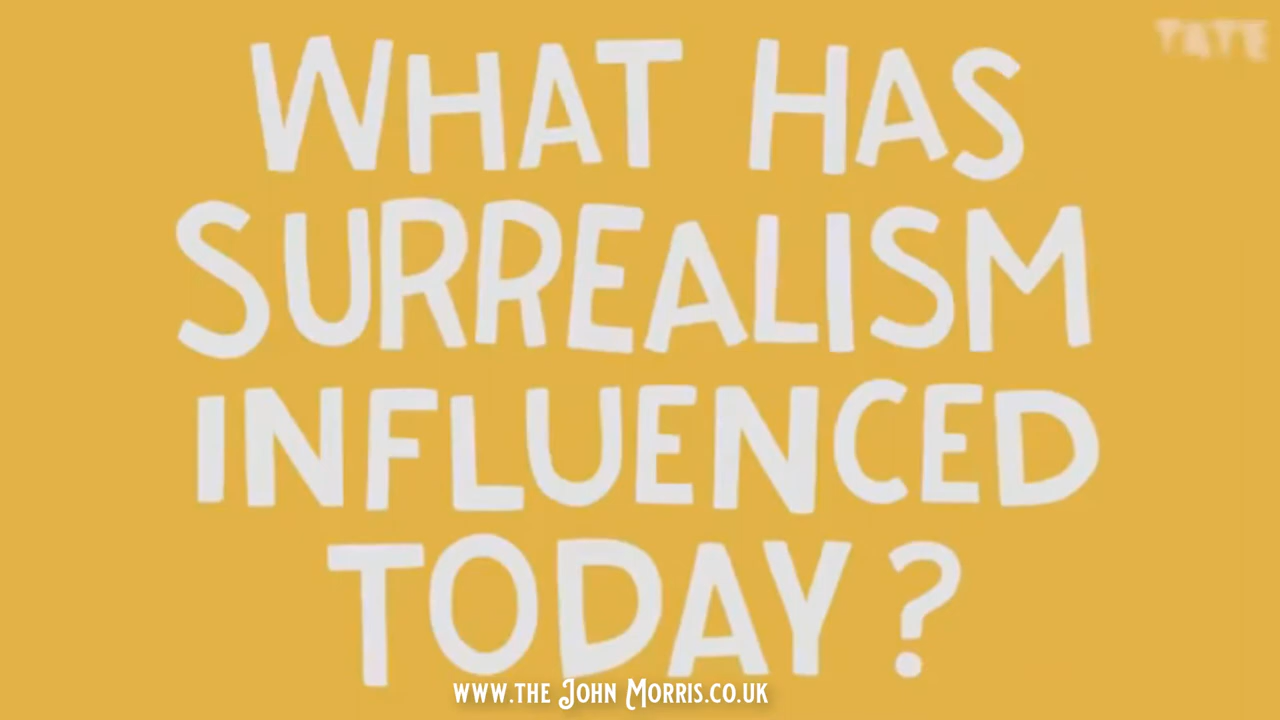 TATE
WHAT HAS
SURREALISM
INFLUENCED
TODAY?
WWW.THE JOHN MORRIS.CO.UK